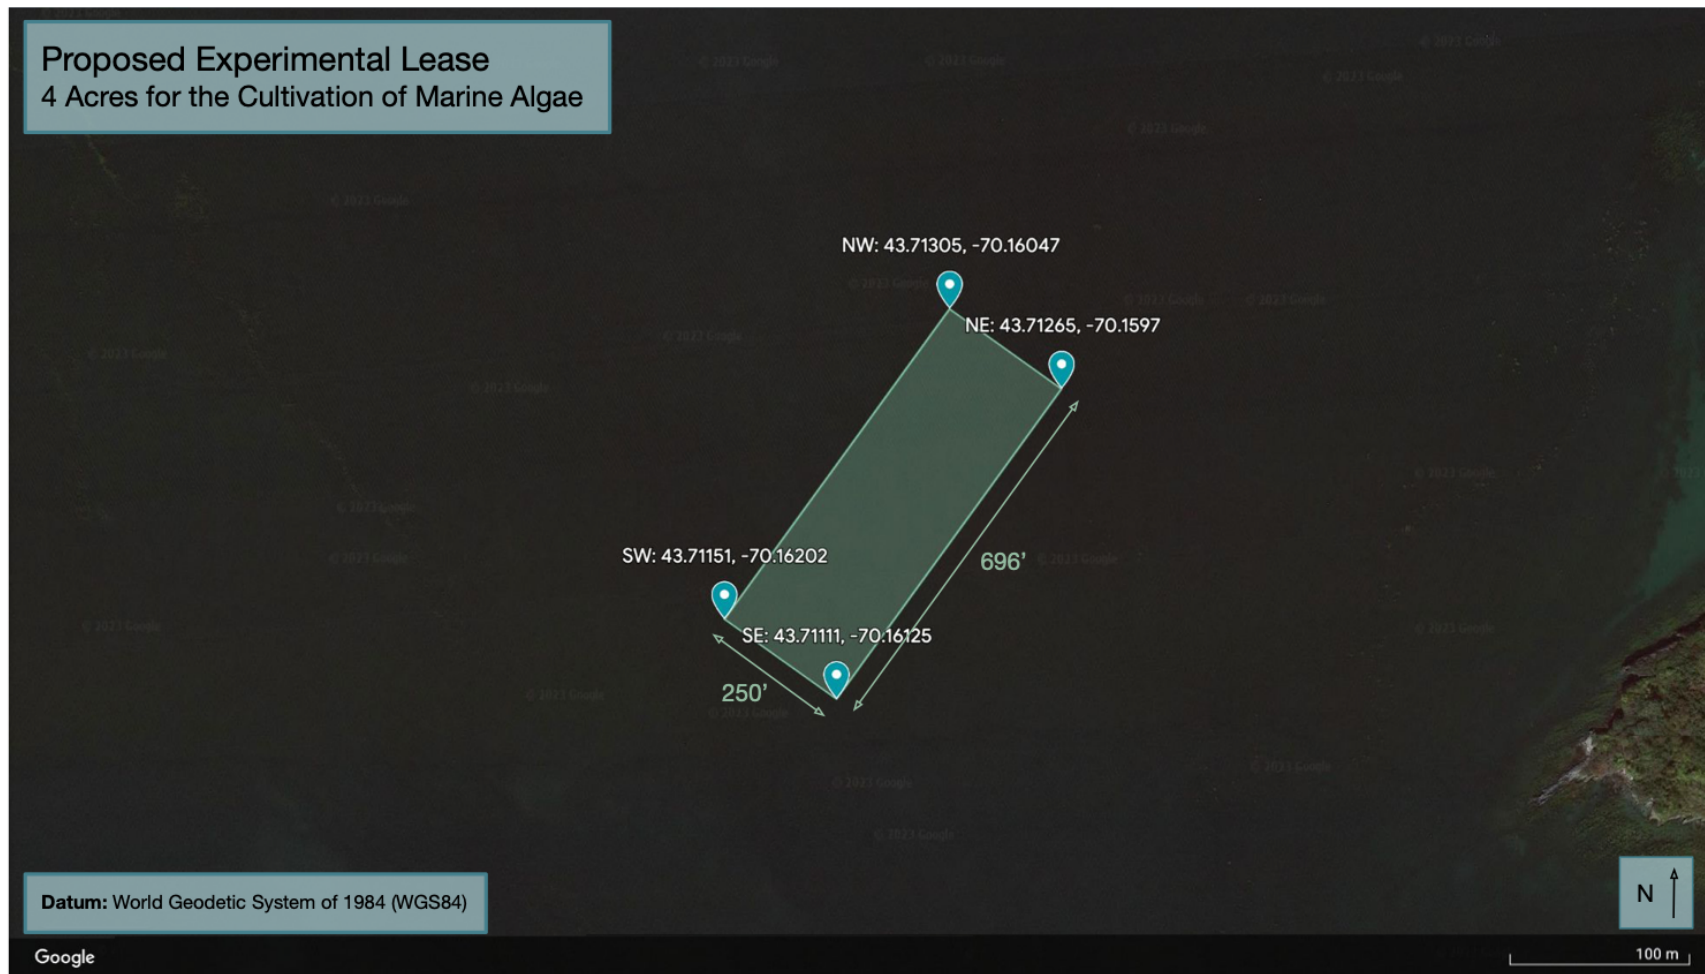 Proposed Experimental Lease
4 Acres for the Cultivation of Marine Algae
NW: 43.71305, -70.16047
NE: 43.71265, -70.1597
SW: 43.71151, -70.16202
696’
SE: 43.71111, -70.16125
250’
Datum: World Geodetic System of 1984 (WGS84)
N
Google
100 m
© 2023 Google